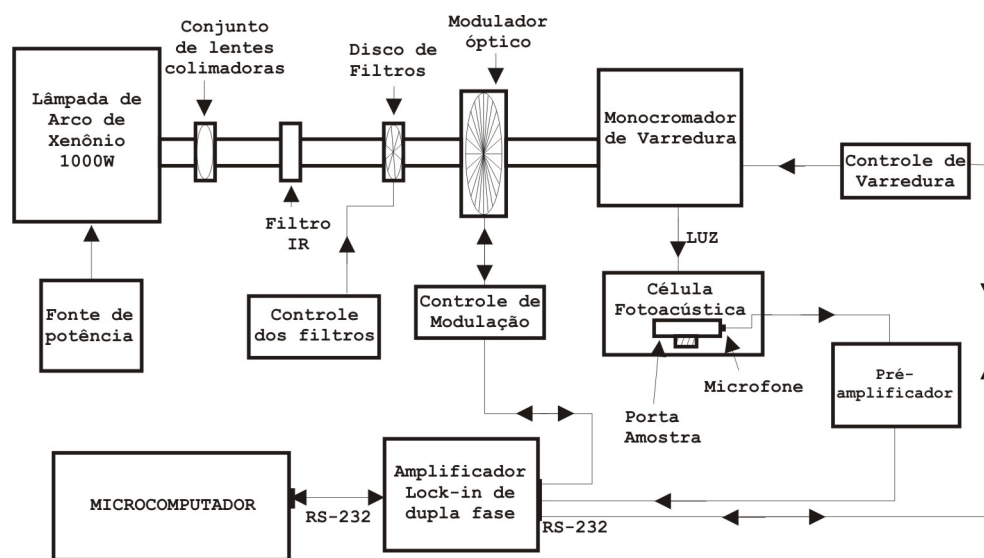 Conjunto
de lentes
colimadoras
Disco de
Filtros
Modulador
óptico
Lâmpada de
Arco de
Xenônio
1000W
Monocromador
de Varredura
Controle de
Varredura
Filtro
IR
LUZ
Fonte de
potência
Controle
dos filtros
Controle de
Modulação
Célula
Fotoacústica
Microfone
Porta
Amostra
Pré-
amplificador
MICROCOMPUTADOR
RS-232
Amplificador
Lock-in de
dupla fase
RS-232